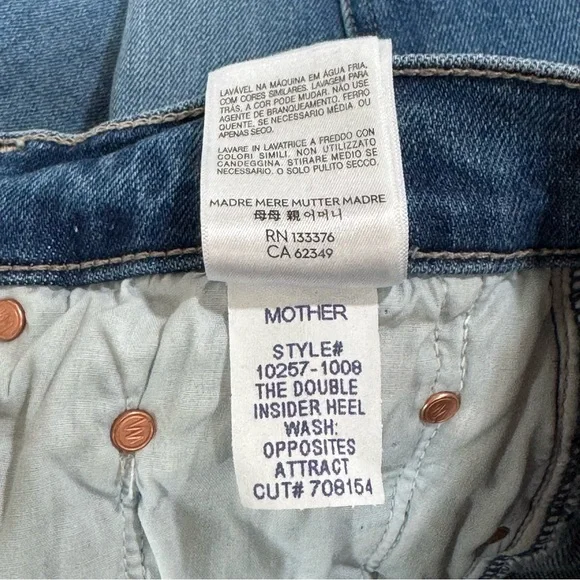 LAVÁVEL NA MÁQUINA EM ÁGUA FRIA,
COM CORES SIMILARES. LAVAGEM PARA
TRÁS, A COR PODE MUDAR. NÃO USE
AGENTE DE BRANQUEAMENTO. FERRO
QUENTE, SE NECESSÁRIO MÉDIA OU
APENAS SECO.
LAVARE IN LAVATRICE A FREDDO CON
COLORI SIMILI. NON UTILIZZATO
CANDEGGINA. STIRARE MEDIO SE
NECESSARIO. O SOLO PULITO SECCO.
MADRE MERE MUTTER MADRE
母母 親 어머니
RN 133376
CA 62349
MOTHER
STYLE#
10257-1008
THE DOUBLE
INSIDER HEEL
WASH:
OPPOSITES
ATTRACT
CUT# 708154